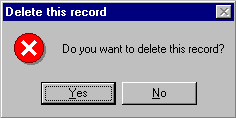 Delete this record
Do you want to delete this record?
Yes
No